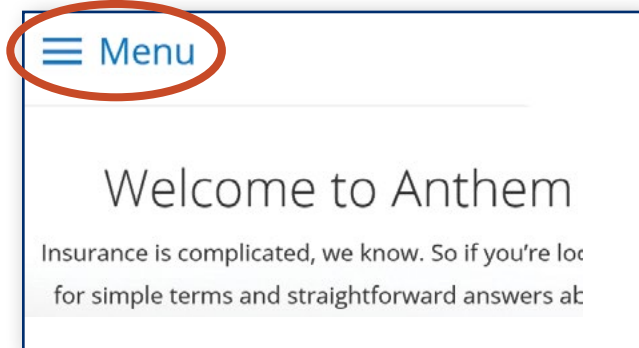 Menu
Welcome to Anthem
Insurance is complicated, we know. So if you're
for simple terms and straightforward answers